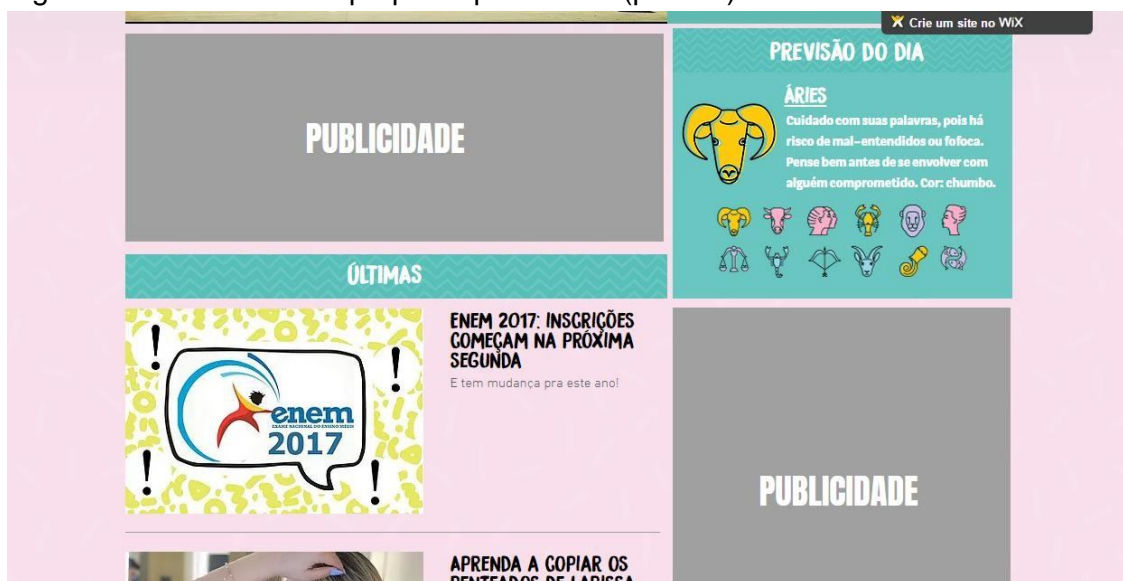 Crie um site no WiX
PREVISÃO DO DIA
PUBLICIDADE
ÁRIES
Cuidado com suas palavras, pois há
risco de mal-entendidos ou fofoca.
Pense bem antes de se envolver com
alguém comprometido. Cor: chumbo.
ÚLTIMAS
enem
EXAME NACIONAL DO ENSINO MÉDIO
2017
ENEM 2017: INSCRIÇÕES
COMEÇAM NA PRÓXIMA
SEGUNDA
E tem mudança pra este ano!
PUBLICIDADE
APRENDA A COPIAR OS
PENTEADOS DE LARISSA